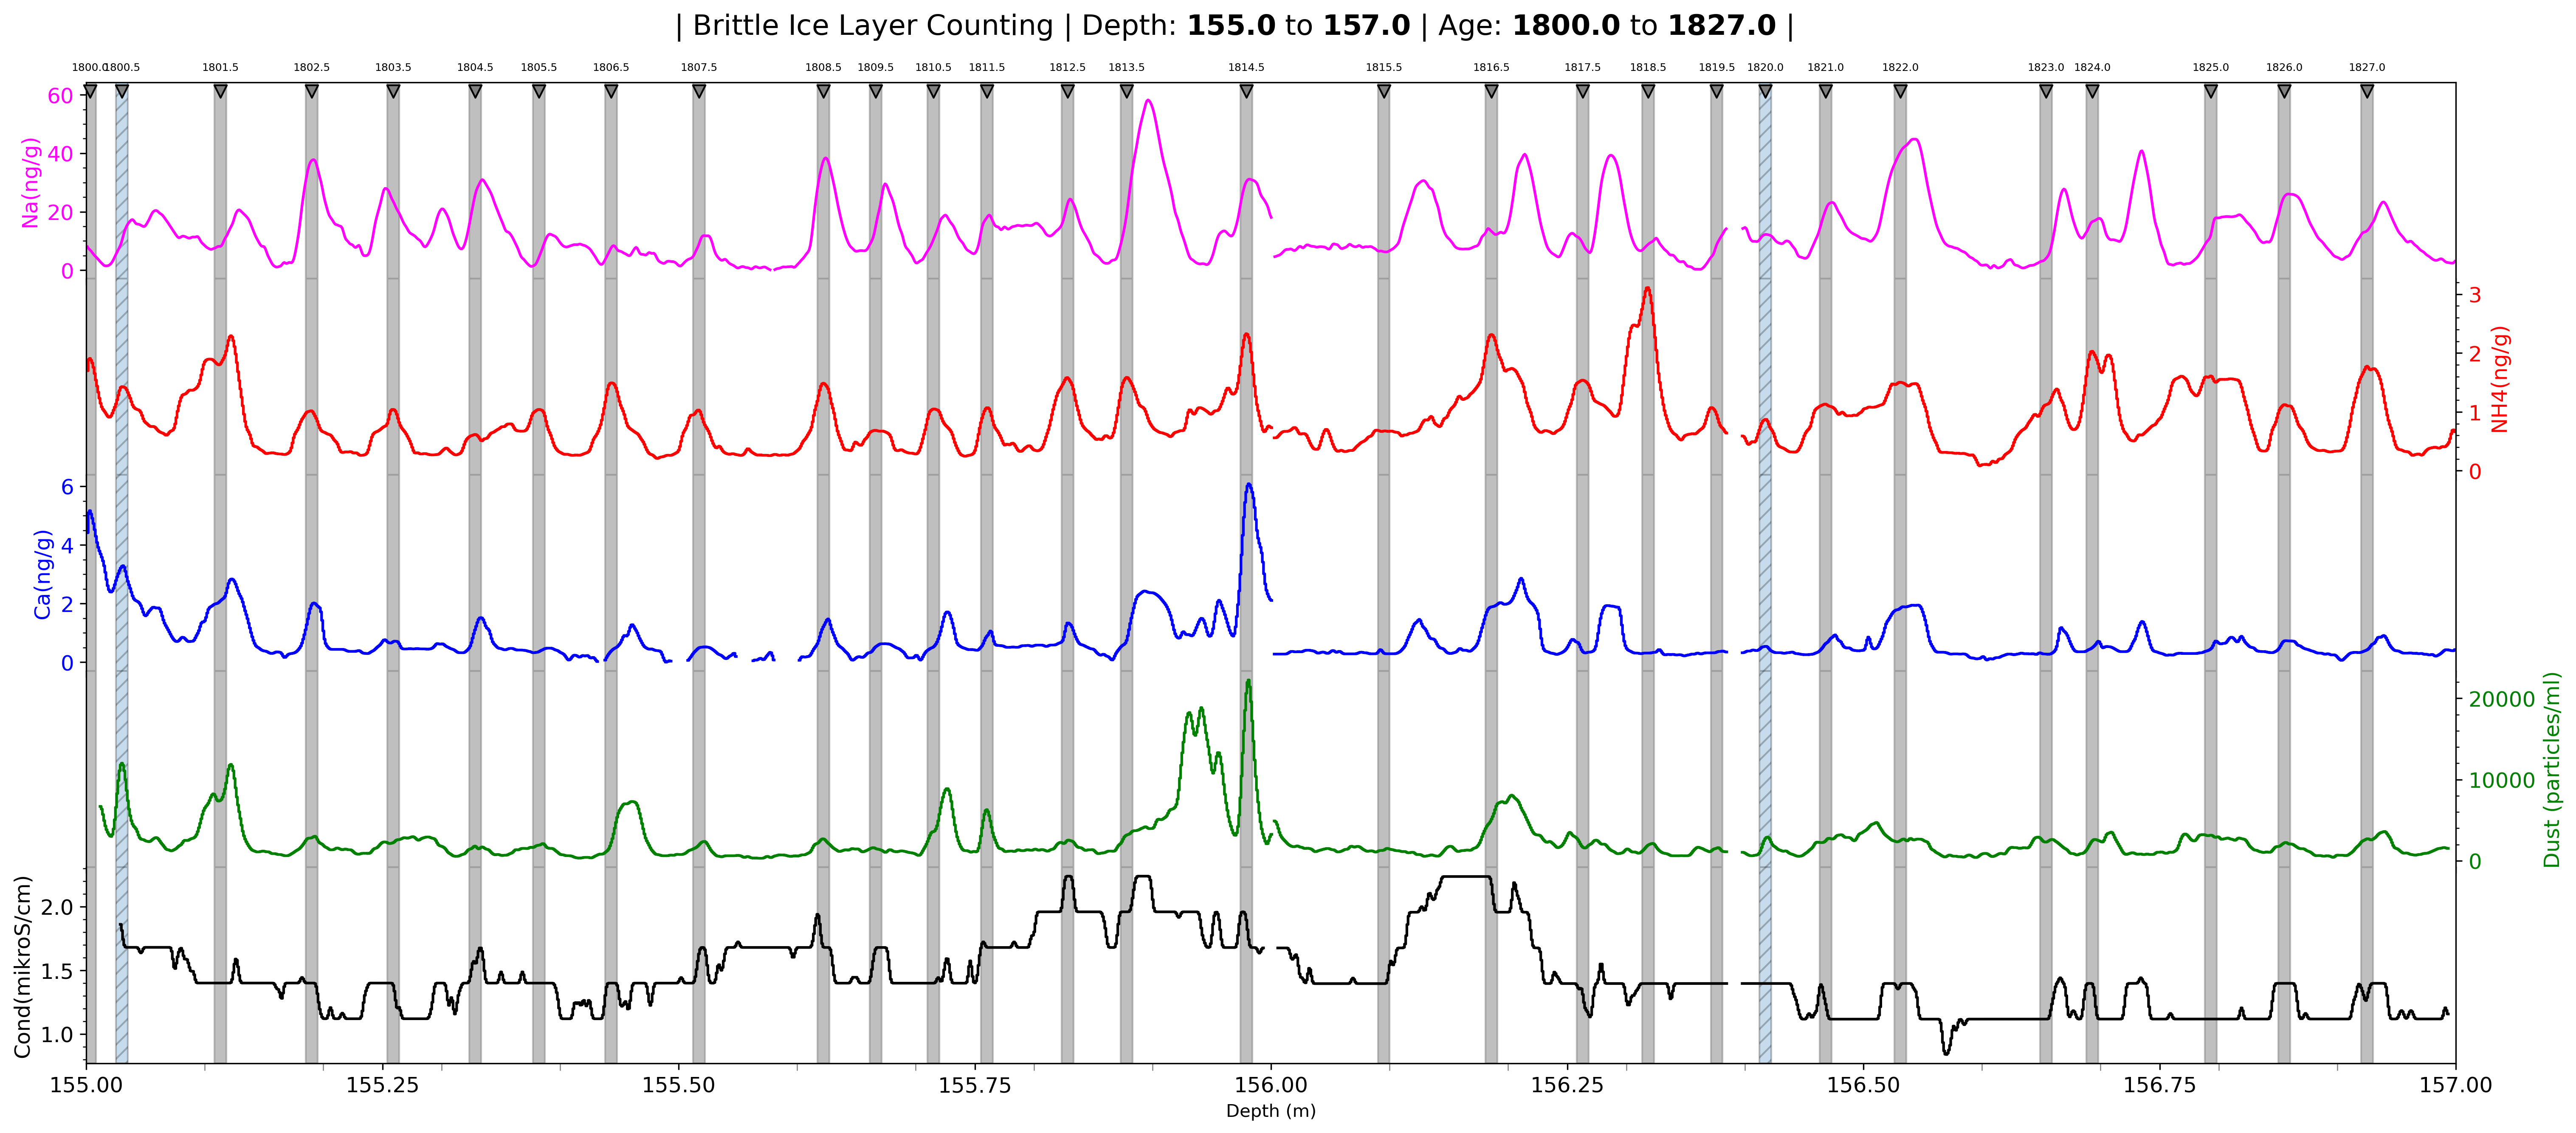 | Brittle Ice Layer Counting | Depth: 155.0 to 157.0 | Age: 1800.0 to 1827.0 |
1800.0 1800.5 1801.5 1802.5 1803.5 1804.5 1805.5 1806.5 1807.5 1808.5 1809.5 1810.5 1811.5 1812.5 1813.5 1814.5 1815.5 1816.5 1817.5 1818.5 1819.5 1820.0 1821.0 1822.0 1823.0 1824.0 1825.0 1826.0 1827.0
Na(ng/g)
60
40
20
0
NH4(ng/g)
3
2
1
0
Ca(ng/g)
6
4
2
0
Dust (particles/ml)
20000
10000
0
Cond(mikroS/cm)
2.0
1.5
1.0
155.00 155.25 155.50 155.75 156.00 156.25 156.50 156.75 157.00
Depth (m)